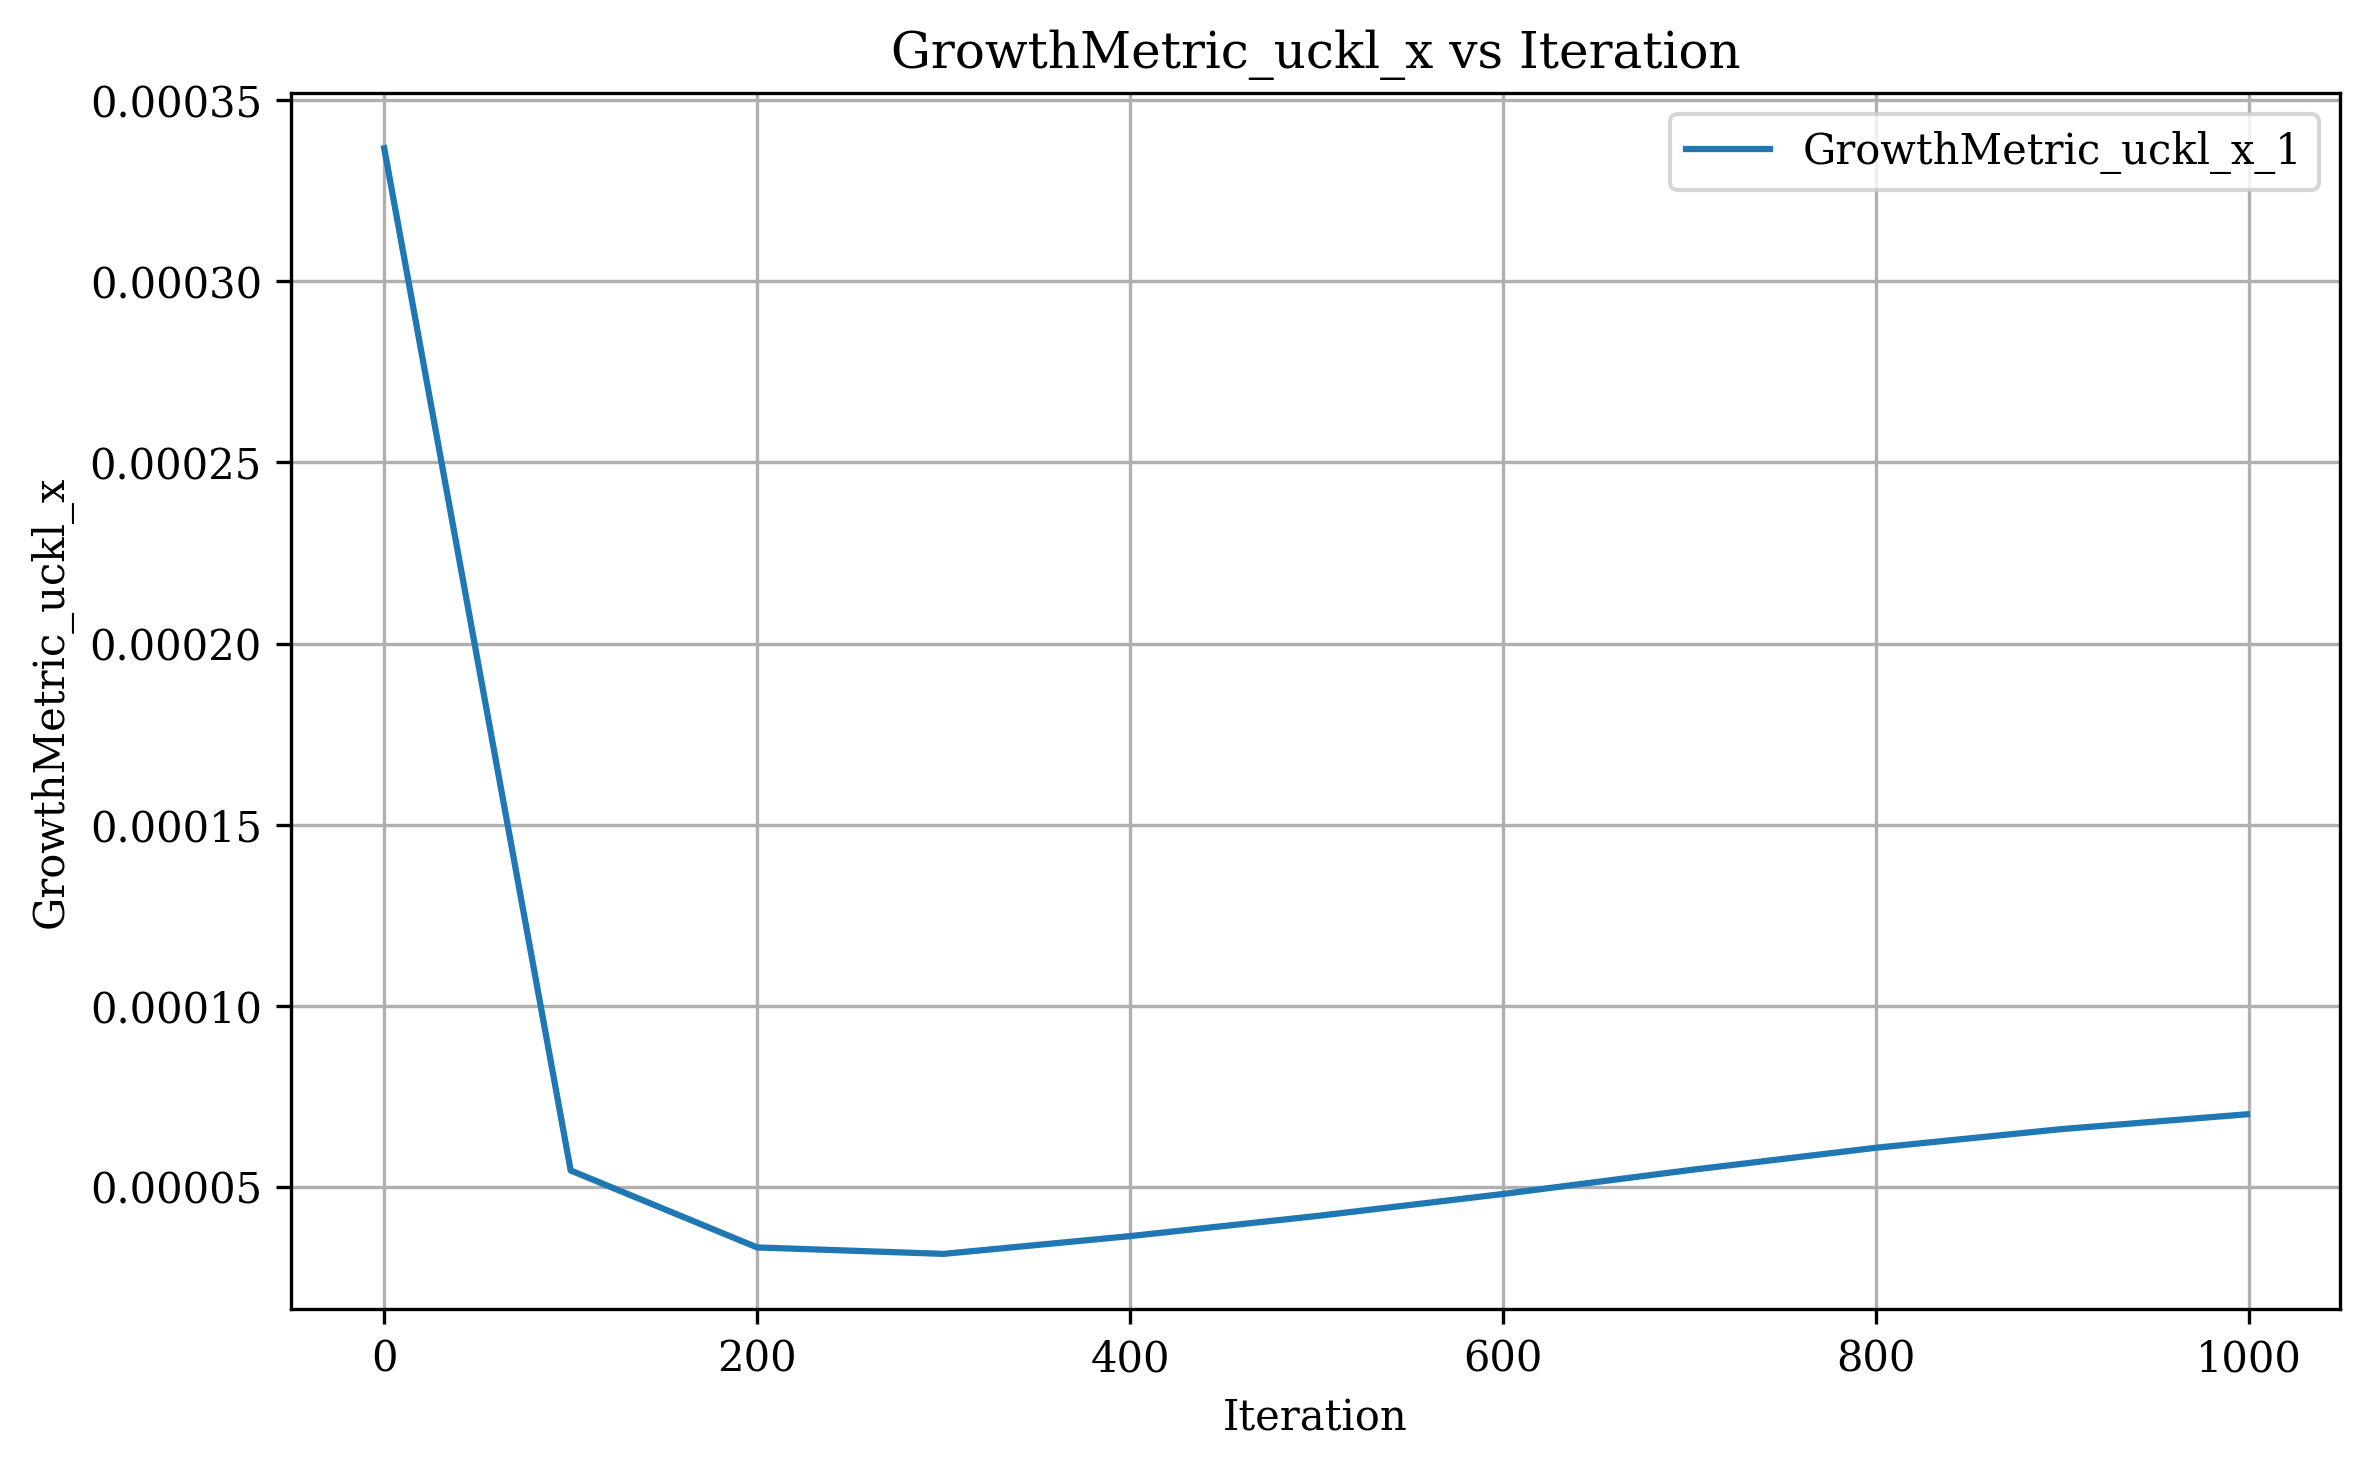 GrowthMetric_uckl_x vs Iteration
GrowthMetric_uckl_x_1
GrowthMetric_uckl_x
0.00035
0.00030
0.00025
0.00020
0.00015
0.00010
0.00005
0 200 400 600 800 1000
Iteration